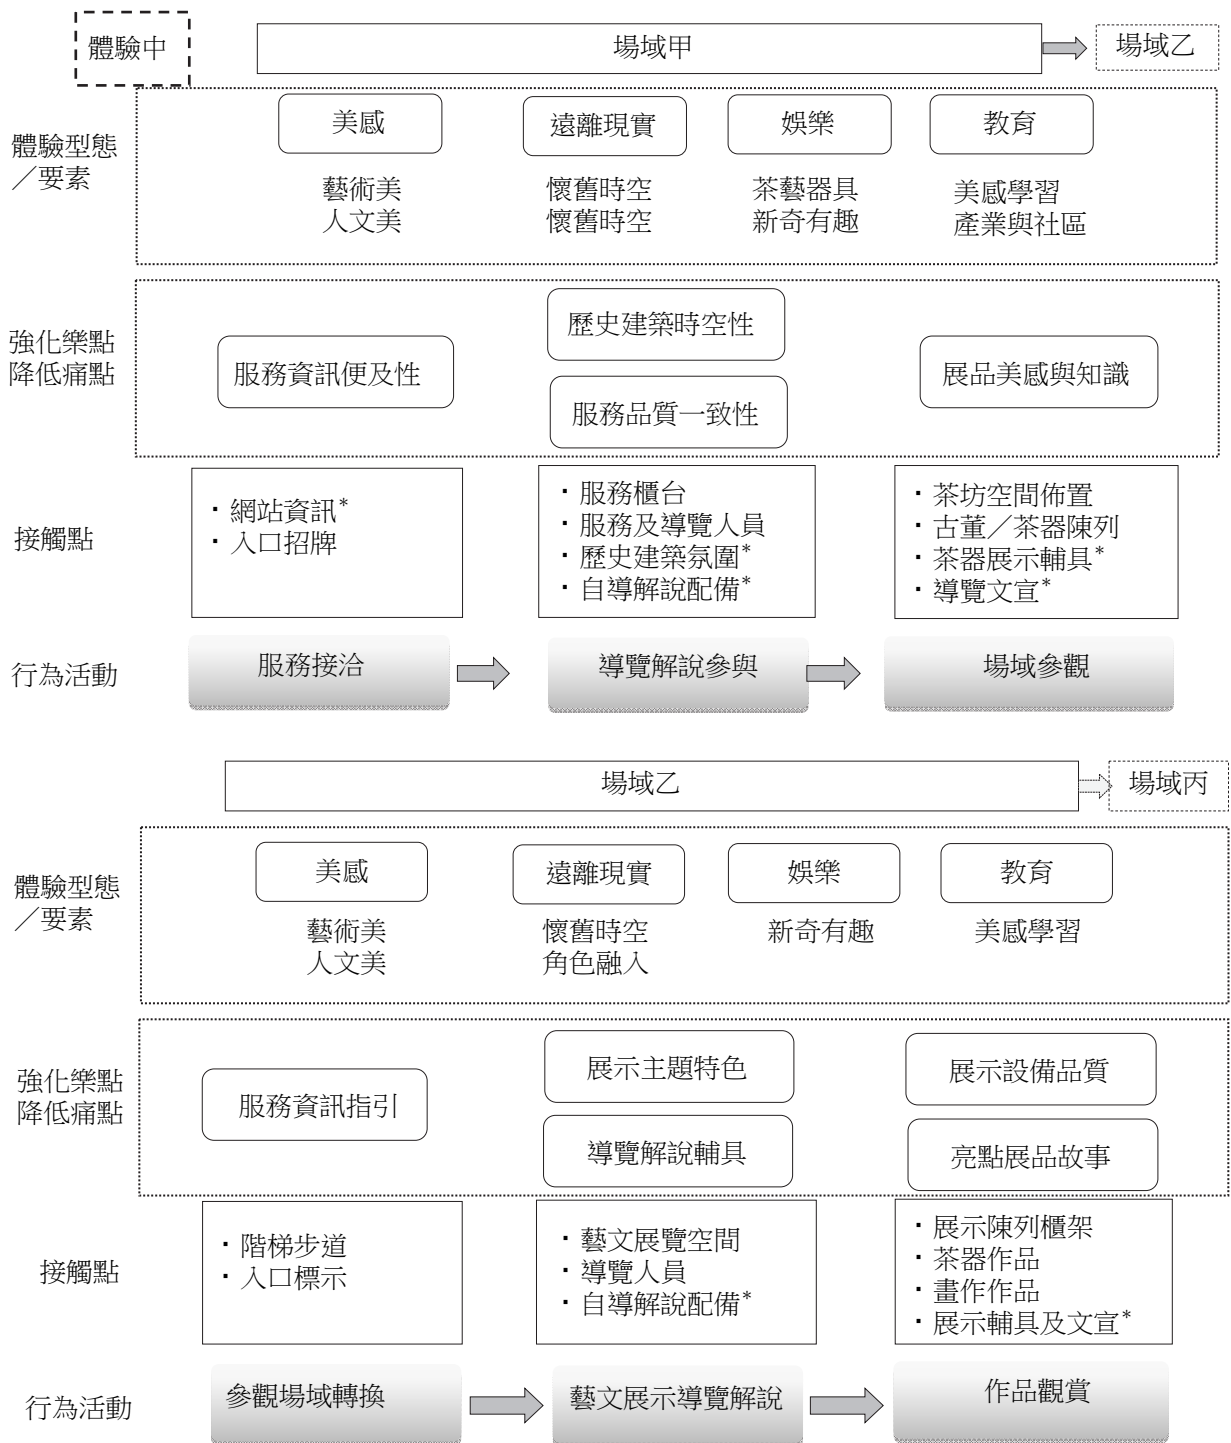 體驗中
場域甲
場域乙
體驗型態
／要素
美感
遠離現實
娛樂
教育
藝術美
人文美
懷舊時空
懷舊時空
茶藝器具
新奇有趣
美感學習
產業與社區
強化樂點
降低痛點
服務資訊便及性
歷史建築時空性
服務品質一致性
展品美感與知識
接觸點
・網站資訊*
・入口招牌
・服務櫃台
・服務及導覽人員
・歷史建築氛圍*
・自導解說配備*
・茶坊空間佈置
・古董／茶器陳列
・茶器展示輔具*
・導覽文宣*
行為活動
服務接洽
導覽解說參與
場域參觀
場域乙
場域丙
體驗型態
／要素
美感
遠離現實
娛樂
教育
藝術美
人文美
懷舊時空
角色融入
新奇有趣
美感學習
強化樂點
降低痛點
服務資訊指引
展示主題特色
導覽解說輔具
展示設備品質
亮點展品故事
接觸點
・階梯步道
・入口標示
・藝文展覽空間
・導覽人員
・自導解說配備*
・展示陳列櫃架
・茶器作品
・畫作作品
・展示輔具及文宣*
行為活動
參觀場域轉換
藝文展示導覽解說
作品觀賞